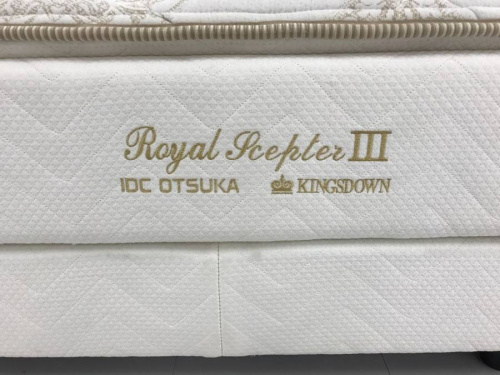 Royal Scepter III
IDC OTSUKA KINGSDOWN